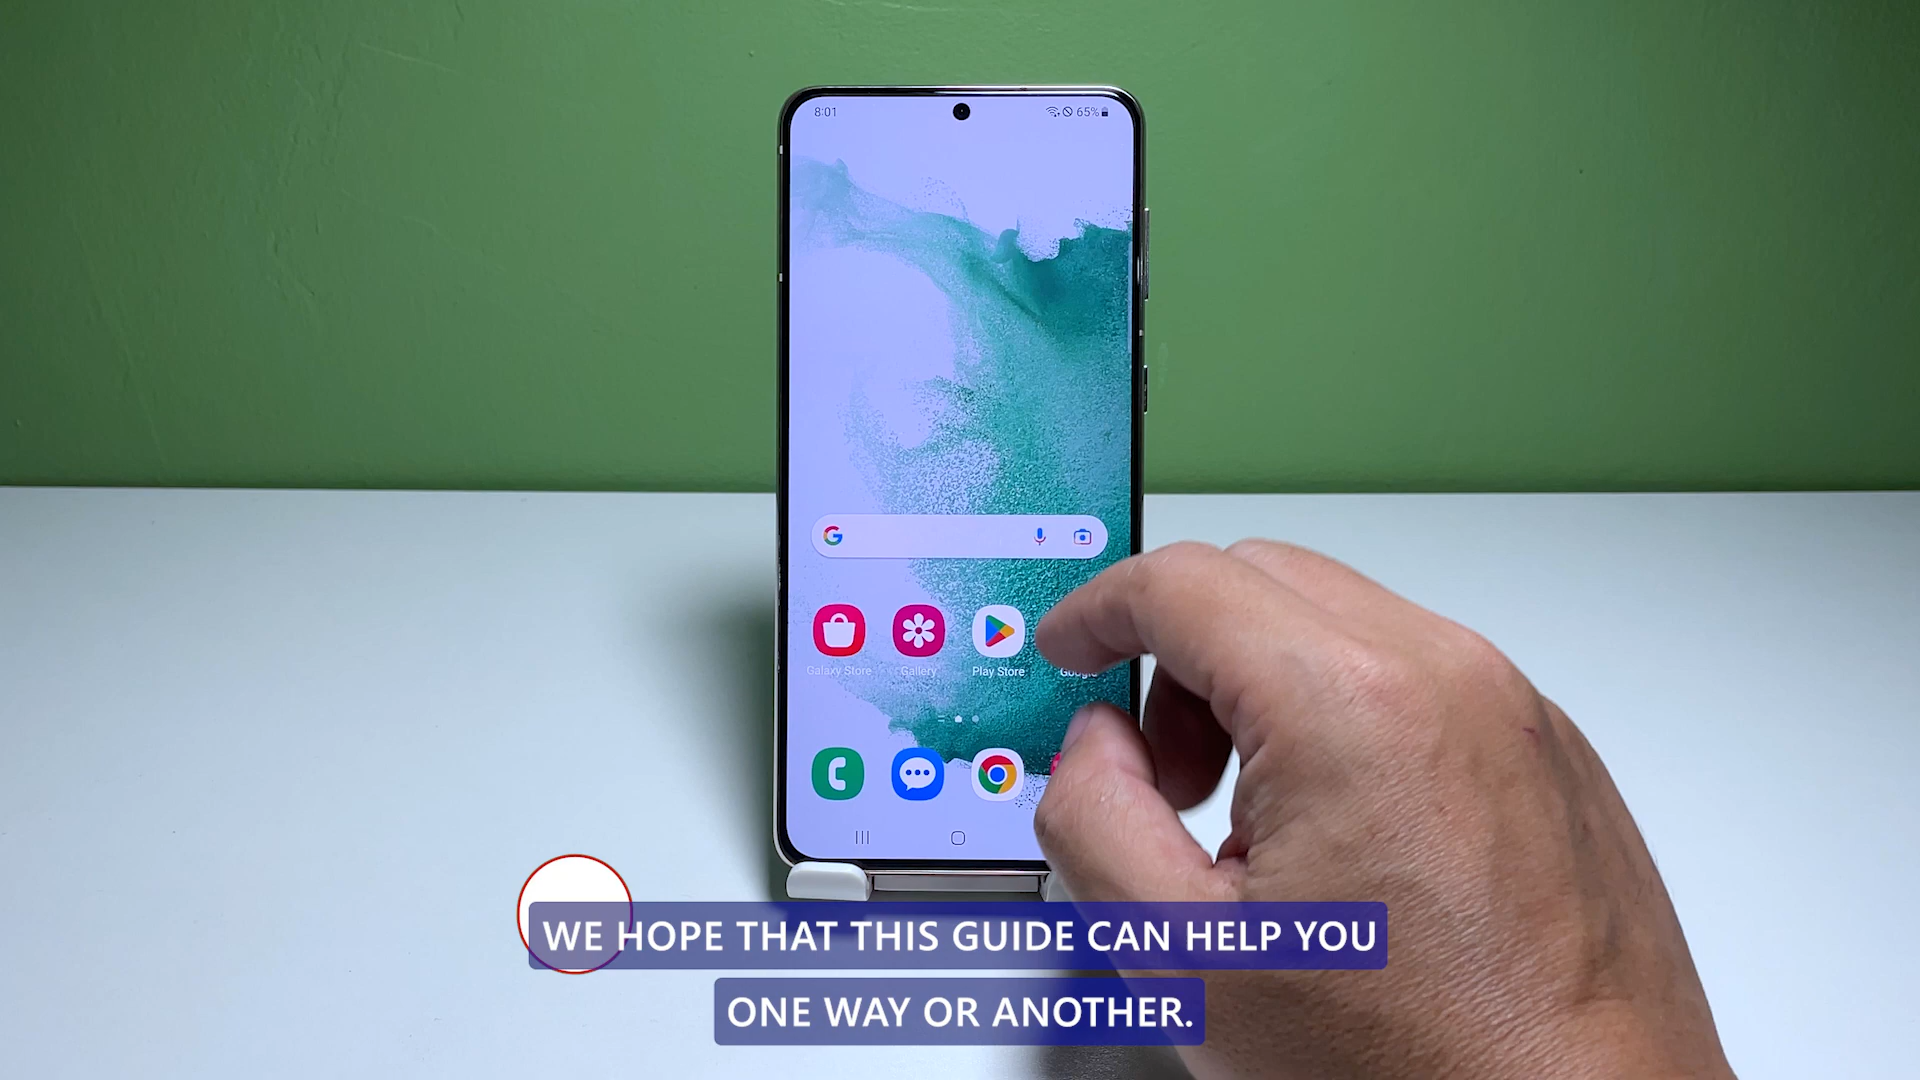 8:01
65%
Galaxy Store
Gallery
Play Store
Google
WE HOPE THAT THIS GUIDE CAN HELP YOU
ONE WAY OR ANOTHER.